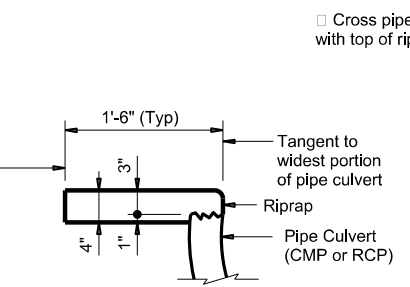 □ Cross pipe
with top of rip
1'-6" (Typ)
3"
Tangent to
widest portion
of pipe culvert
Riprap
4"
1"
Pipe Culvert
(CMP or RCP)